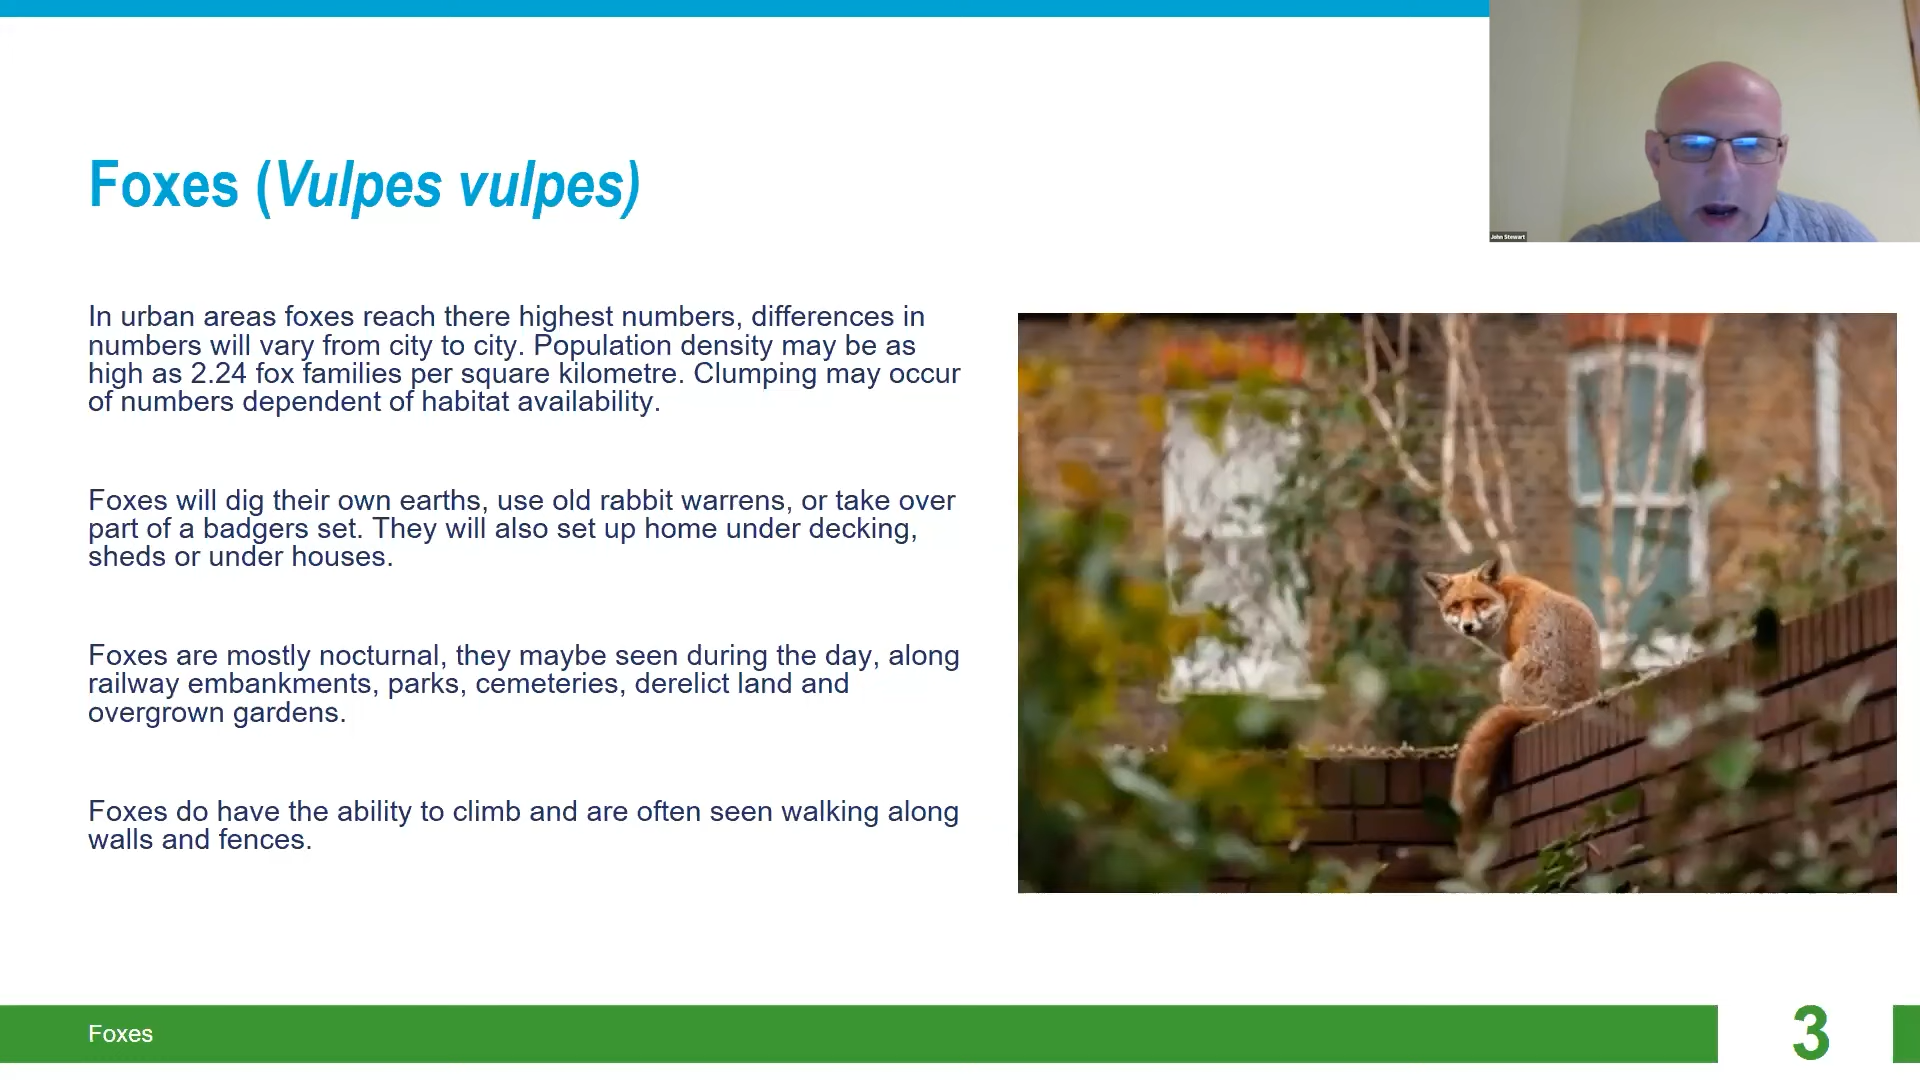 John Stewart
Foxes (Vulpes vulpes)
In urban areas foxes reach there highest numbers, differences in
numbers will vary from city to city. Population density may be as
high as 2.24 fox families per square kilometre. Clumping may occur
of numbers dependent of habitat availability.
Foxes will dig their own earths, use old rabbit warrens, or take over
part of a badgers set. They will also set up home under decking,
sheds or under houses.
Foxes are mostly nocturnal, they maybe seen during the day, along
railway embankments, parks, cemeteries, derelict land and
overgrown gardens.
Foxes do have the ability to climb and are often seen walking along
walls and fences.
Foxes
3